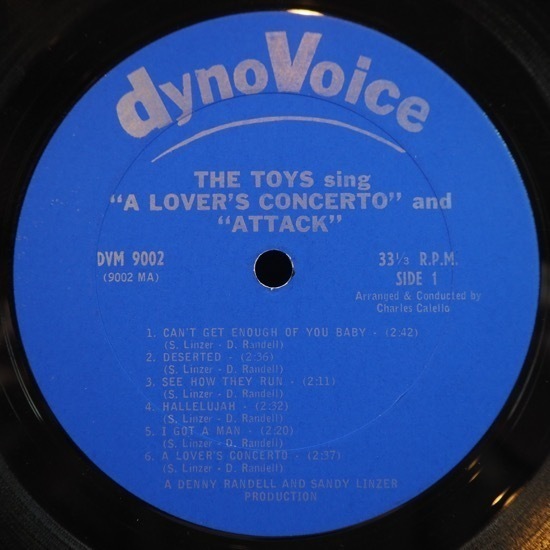 dynoVoice
THE TOYS sing
"A LOVER'S CONCERTO" and
"ATTACK"
DVM 9002
(9002 MA)
33⅓ R.P.M.
SIDE 1
Arranged & Conducted by
Charles Calello
1. CAN'T GET ENOUGH OF YOU BABY - (2:42)
(S. Linzer - D. Randell)
2. DESERTED - (2:36)
(S. Linzer - D. Randell)
3. SEE HOW THEY RUN - (2:11)
(S. Linzer - D. Randell)
4. HALLELUJAH - (2:32)
(S. Linzer - D. Randell)
5. I GOT A MAN - (2:20)
(S. Linzer - D. Randell)
6. A LOVER'S CONCERTO - (2:37)
(S. Linzer - D. Randell)
A DENNY RANDELL AND SANDY LINZER
PRODUCTION